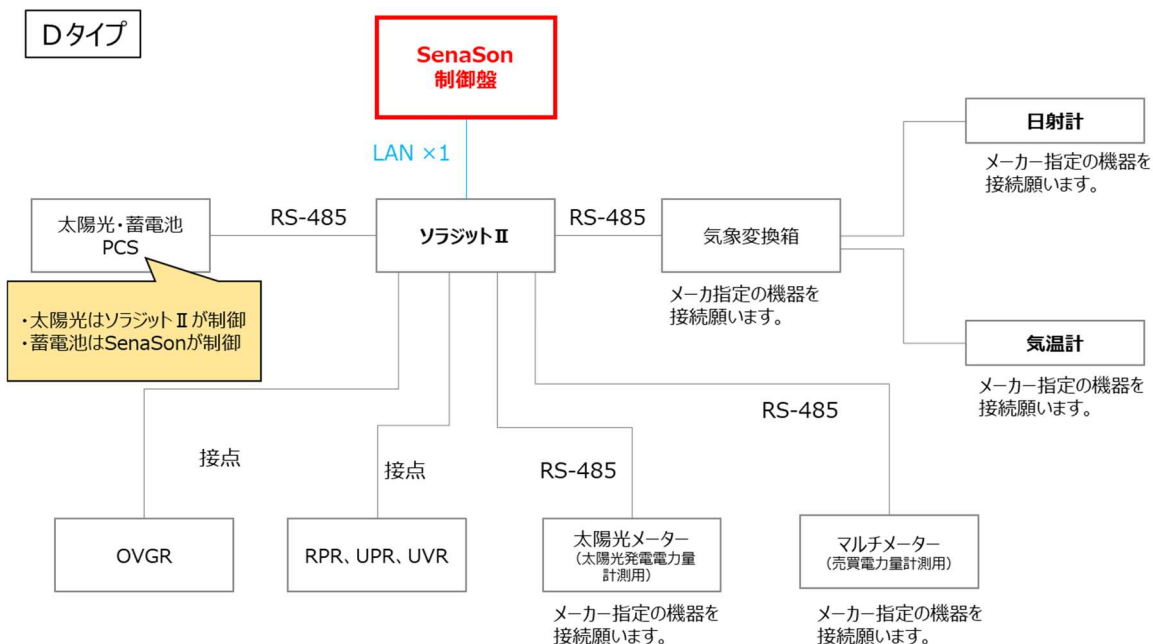 Dタイプ
SenaSon
制御盤
LAN ×1
日射計
メーカー指定の機器を
接続願います。
太陽光・蓄電池
PCS
RS-485
ソラジットⅡ
RS-485
気象変換箱
メーカ指定の機器を
接続願います。
・太陽光はソラジットⅡが制御
・蓄電池はSenaSonが制御
気温計
メーカー指定の機器を
接続願います。
接点
接点
RS-485
RS-485
OVGR
RPR、UPR、UVR
太陽光メーター
（太陽光発電電力量
計測用）
メーカー指定の機器を
接続願います。
マルチメーター
（売買電力量計測用）
メーカー指定の機器を
接続願います。